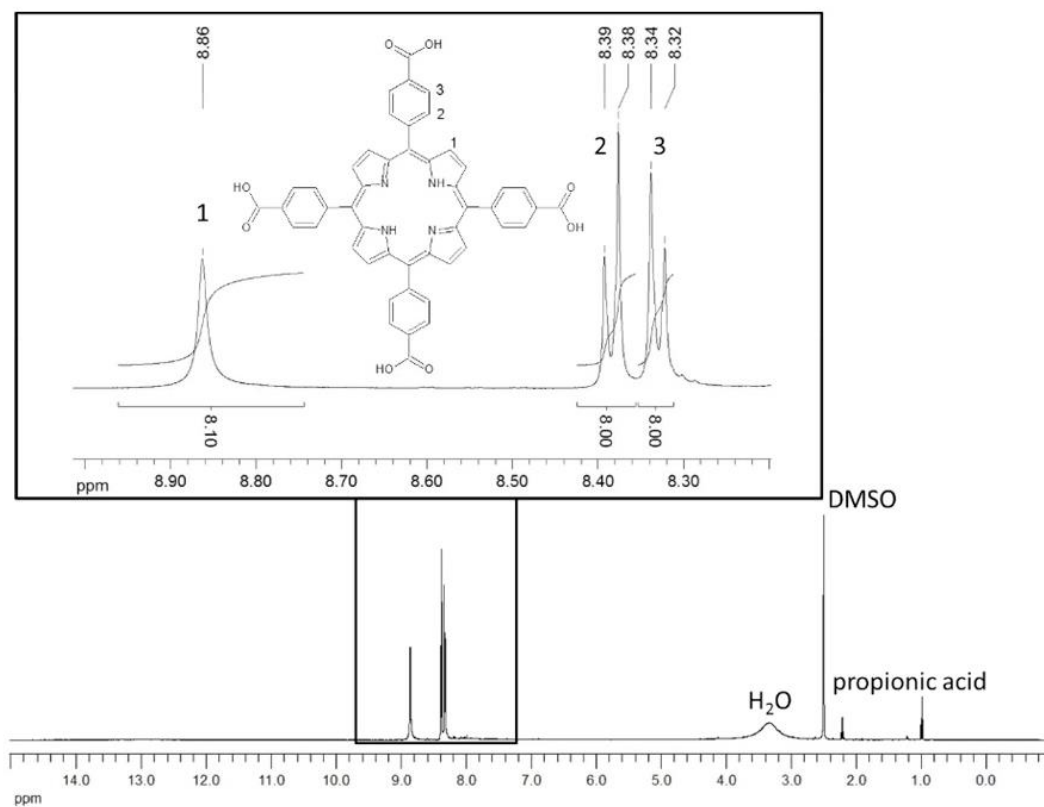 8.86
8.39
8.38
8.34
8.32
O
OH
3
2
1
2
3
1
N
HN
HO
O
O
OH
NH
N
HO
O
8.10
8.00
8.00
ppm
8.90
8.80
8.70
8.60
8.50
8.40
8.30
DMSO
H₂O
propionic acid
14.0
13.0
12.0
11.0
10.0
9.0
8.0
7.0
6.0
5.0
4.0
3.0
2.0
1.0
0.0
ppm